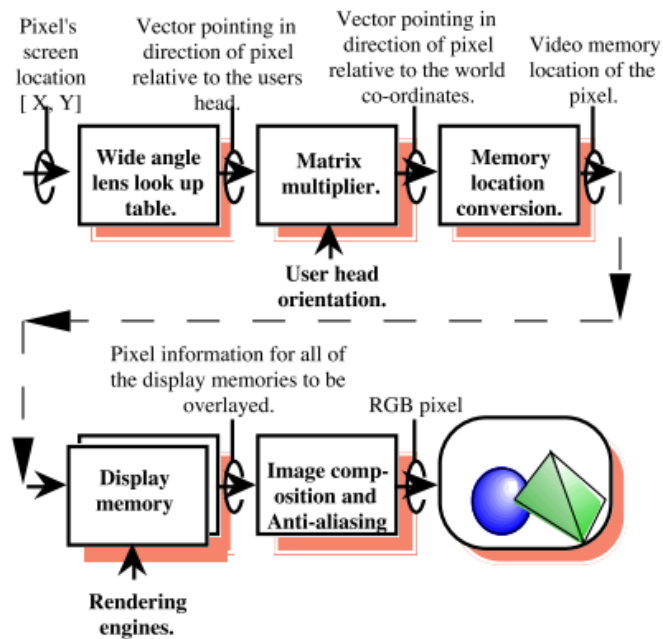 Pixel's
screen
location
[ X, Y]
Vector pointing in
direction of pixel
relative to the users
head.
Vector pointing in
direction of pixel
relative to the world
co-ordinates.
Video memory
location of the
pixel.
Wide angle
lens look up
table.
Matrix
multiplier.
Memory
location
conversion.
User head
orientation.
Pixel information for all of
the display memories to be
overlayed.
RGB pixel
Display
memory
Image comp-
osition and
Anti-aliasing
Rendering
engines.